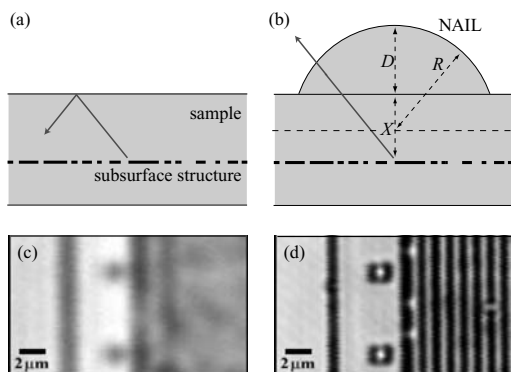 (a)
sample
subsurface structure
(b)
NAIL
D
R
X
(c)
2 μm
(d)
2 μm